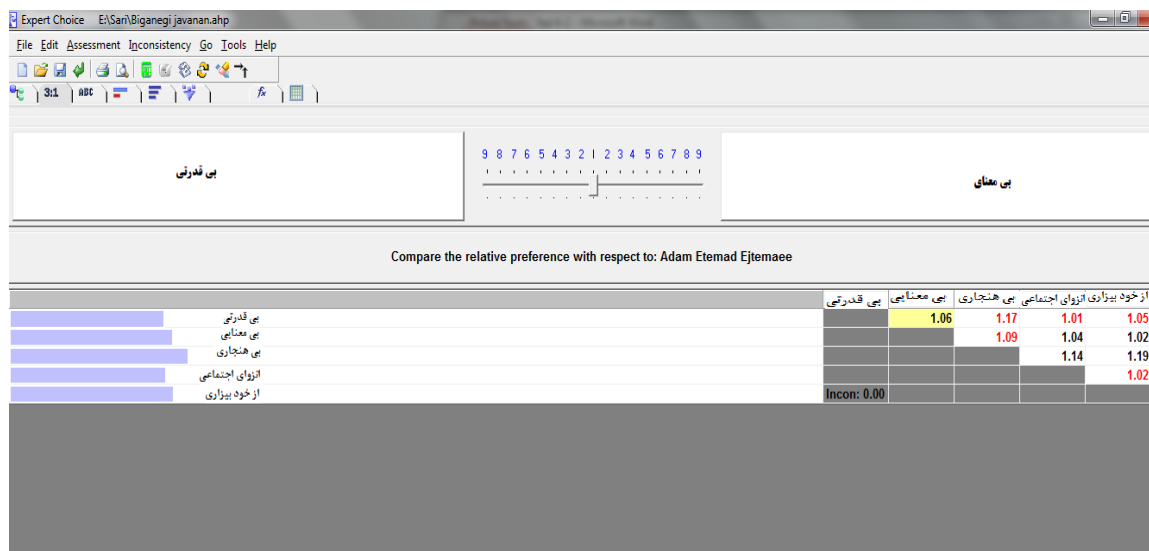 Expert Choice E:\Sari\Biganegi javanan.ahp
File Edit Assessment Inconsistency Go Tools Help
3:1 ABC fx
بی قدرتی
9 8 7 6 5 4 3 2 1 2 3 4 5 6 7 8 9
بی معنای
Compare the relative preference with respect to: Adam Etemad Ejtemaee
بی قدرتی بی معنایی بی هنجاری انزوای اجتماعی از خود بیزاری
بی قدرتی 1.06 1.17 1.01 1.05
بی معنایی 1.09 1.04 1.02
بی هنجاری 1.14 1.19
انزوای اجتماعی 1.02
از خود بیزاری Incon: 0.00